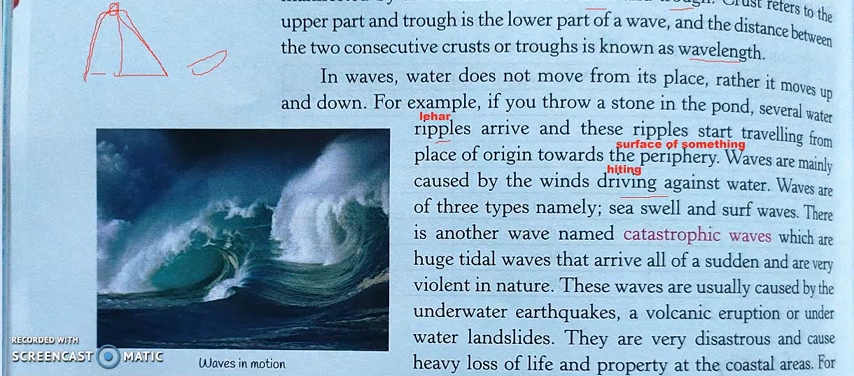 Crust refers to the
upper part and trough is the lower part of a wave, and the distance between
the two consecutive crusts or troughs is known as wavelength.
In waves, water does not move from its place, rather it moves up
and down. For example, if you throw a stone in the pond, several water
lehar
ripples arrive and these ripples start travelling from
surface of something
place of origin towards the periphery. Waves are mainly
hiting
caused by the winds driving against water. Waves are
of three types namely; sea swell and surf waves. There
is another wave named catastrophic waves which are
huge tidal waves that arrive all of a sudden and are very
violent in nature. These waves are usually caused by the
underwater earthquakes, a volcanic eruption or under
water landslides. They are very disastrous and cause
heavy loss of life and property at the coastal areas. For
Waves in motion
RECORDED WITH
SCREENCAST MATIC